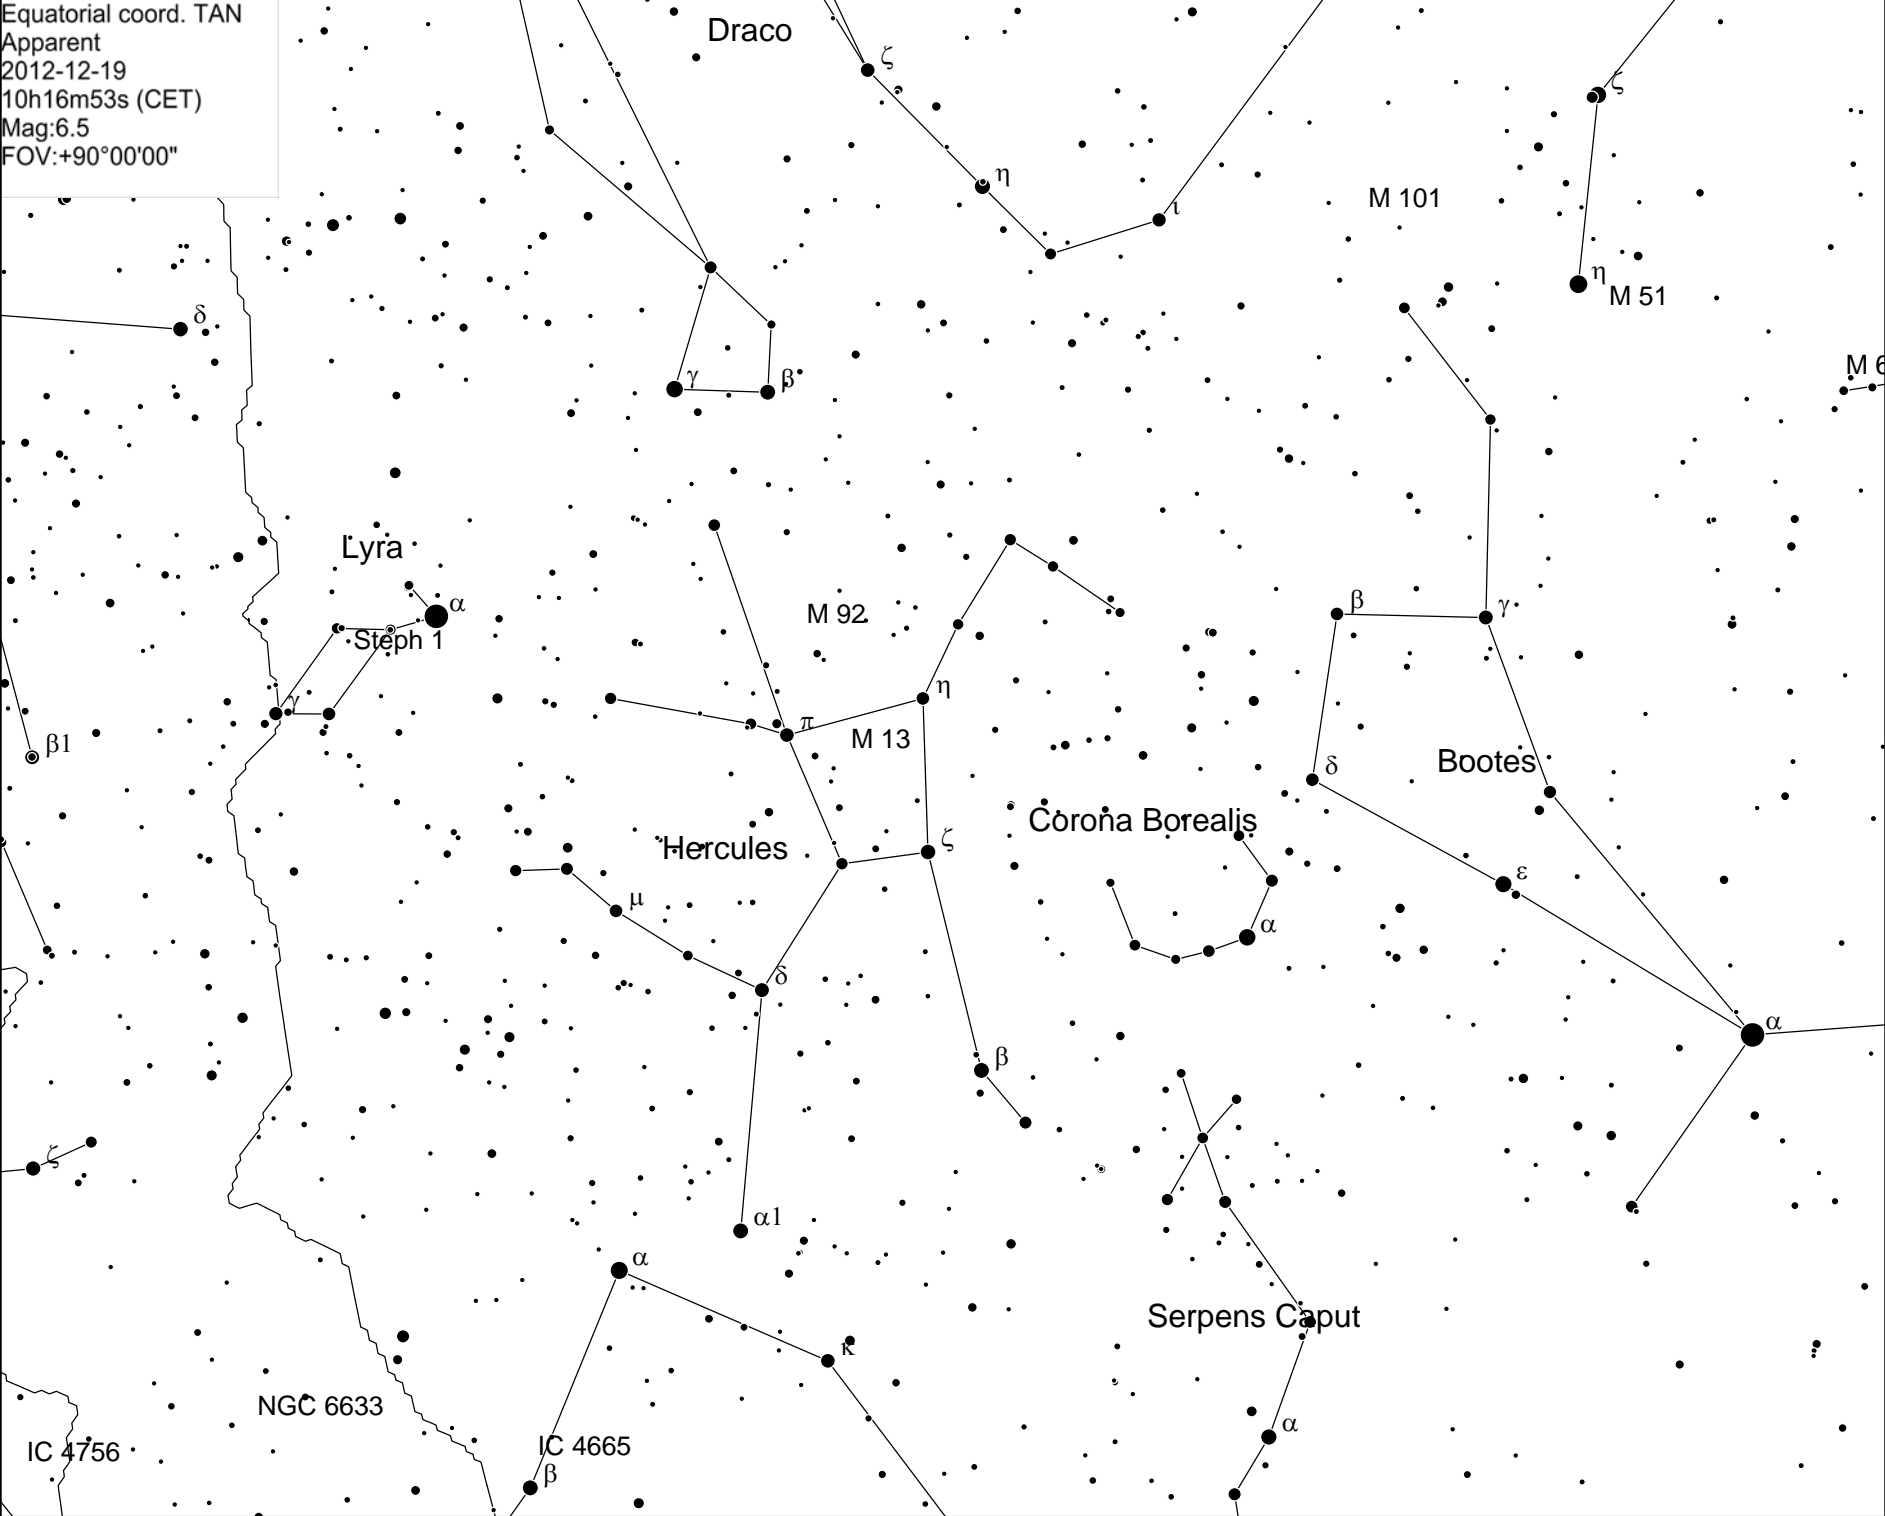 Equatorial coord. TAN
Apparent
2012-12-19
10h16m53s (CET)
Mag:6.5
FOV:+90°00'00"
Draco
ζ
ζ
η
M 101
ι
η
M 51
δ
γ
β
M 6
Lyra
α
Steph 1
M 92
β
γ
γ
η
π
M 13
β1
Bootes
δ
Corona Borealis
Hercules
ζ
ε
μ
α
δ
α
β
ζ
α1
α
Serpens Caput
κ
NGC 6633
α
IC 4756
IC 4665
β